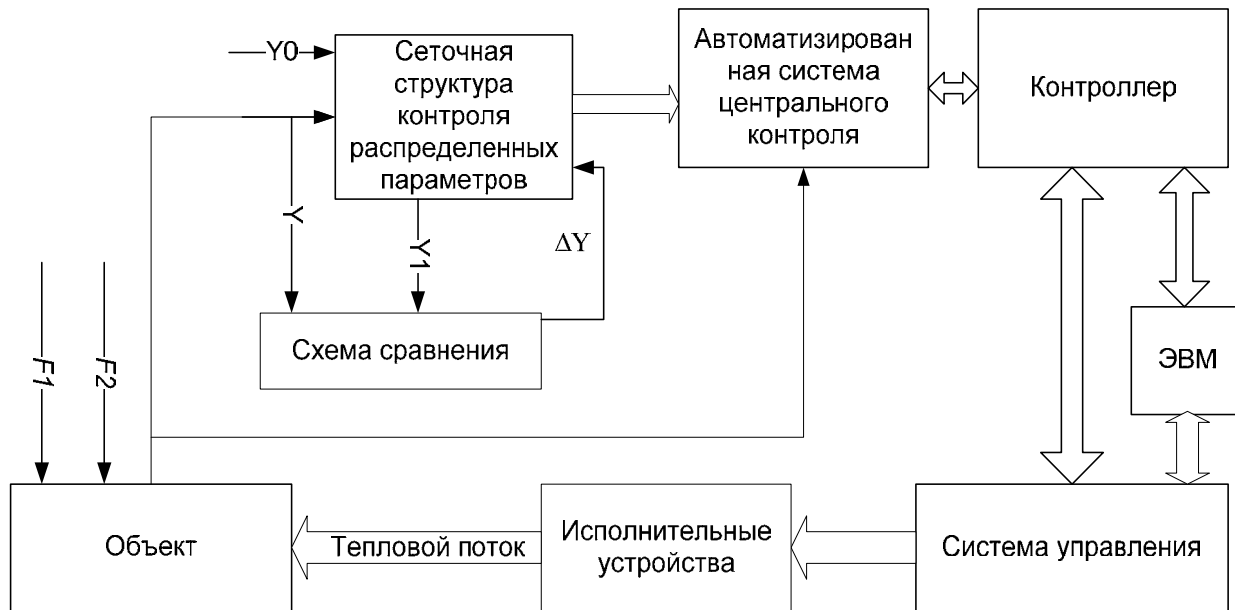 Y0
Сеточная
структура
контроля
распределенных
параметров
Автоматизирован
ная система
центрального
контроля
Контроллер
Y
Y1
ΔY
Схема сравнения
F1
F2
ЭВМ
Объект
Тепловой поток
Исполнительные
устройства
Система управления